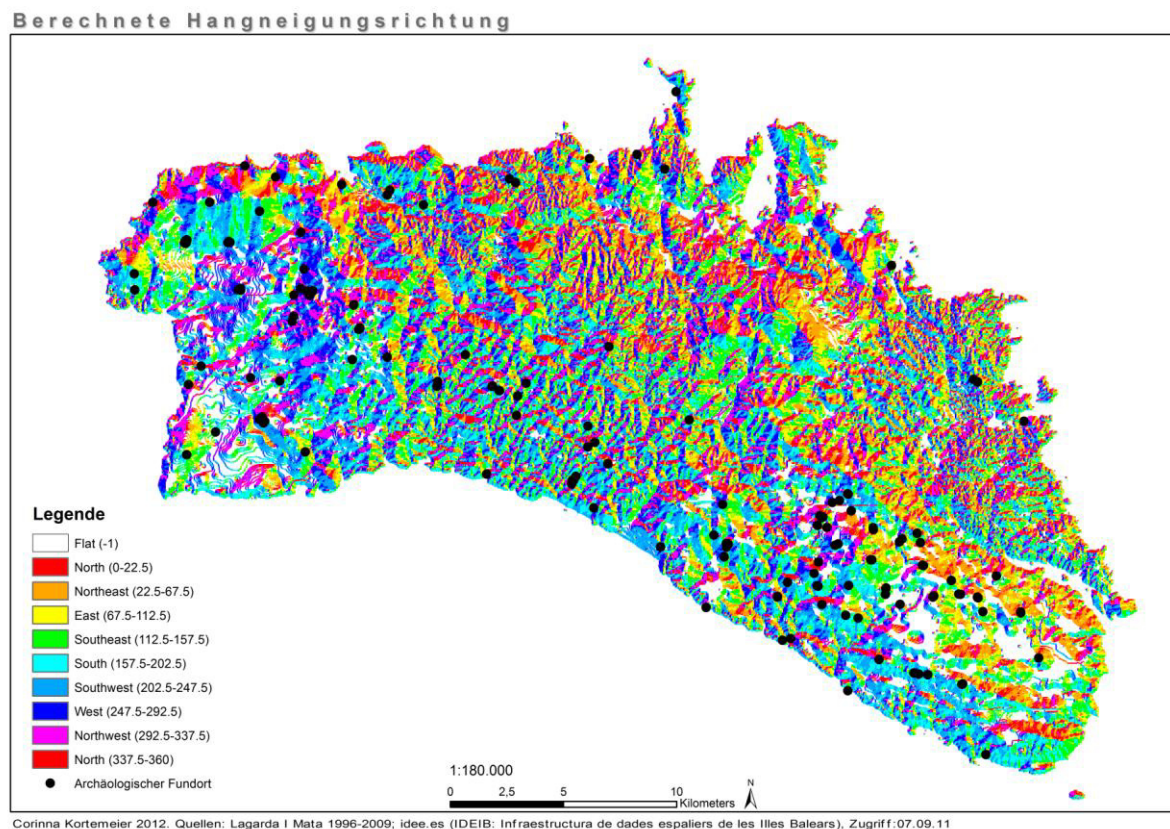 Berechnete Hangneigungsrichtung
Legende
Flat (-1)
North (0-22.5)
Northeast (22.5-67.5)
East (67.5-112.5)
Southeast (112.5-157.5)
South (157.5-202.5)
Southwest (202.5-247.5)
West (247.5-292.5)
Northwest (292.5-337.5)
North (337.5-360)
Archäologischer Fundort
1:180.000
0 2,5 5 10
Kilometers
N
Corinna Kortemeier 2012. Quellen: Lagarda I Mata 1996-2009; idee.es (IDEIB: Infraestructura de dades espaliers de les Illes Balears), Zugriff:07.09.11